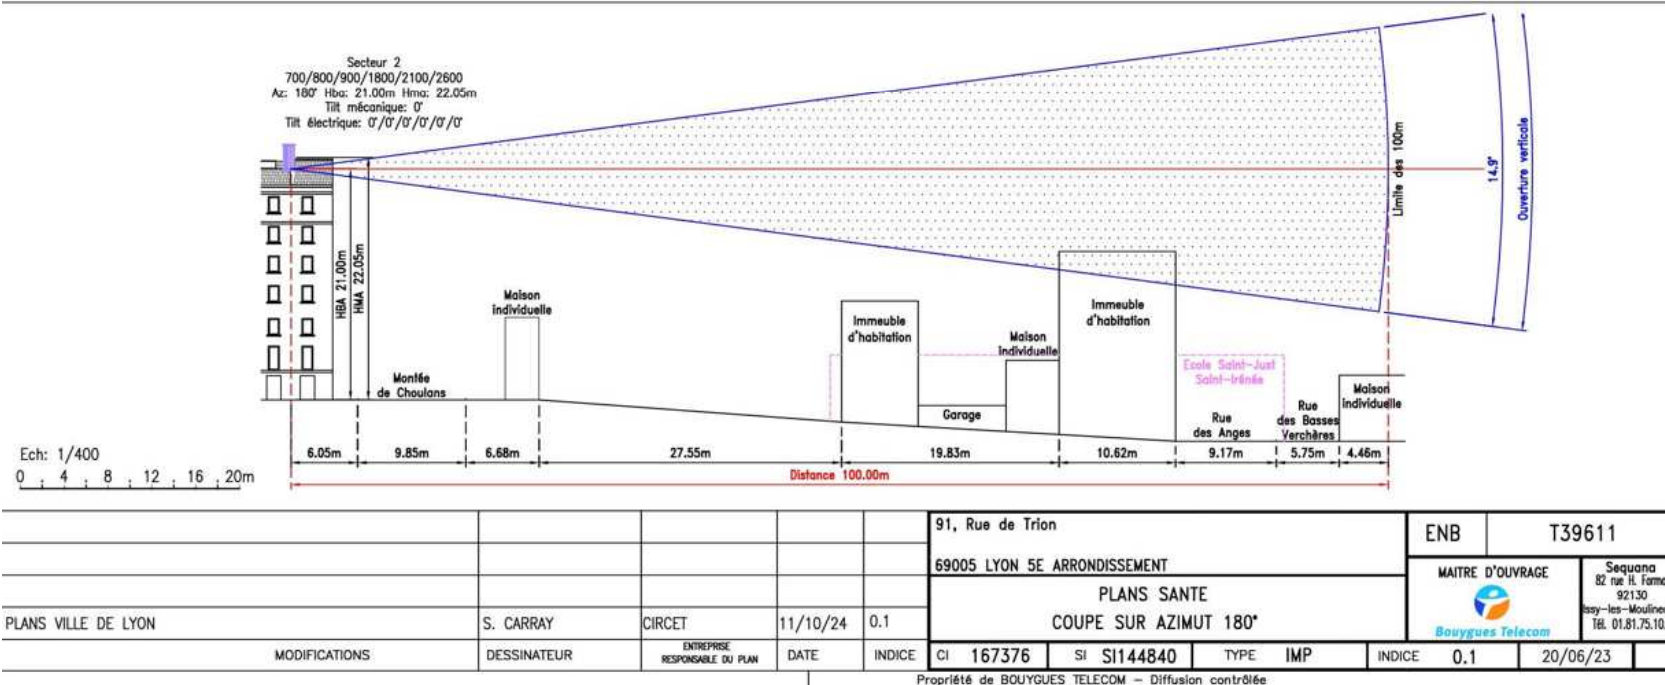 Secteur 2
700/800/900/1800/2100/2600
Az: 180° Hba: 21.00m Hma: 22.05m
Tilt mécanique: 0°
Tilt électrique: 0°/0°/0°/0°/0°/0°
HBA 21.00m
HMA 22.05m
Limite des 100m
14.9°
Ouverture verticale
Maison
individuelle
Montée
de Choulans
Immeuble
d'habitation
Garage
Maison
individuelle
Immeuble
d'habitation
Ecole Saint-Just
Saint-Irénée
Rue
des Anges
Rue
des Basses
Verchères
Maison
individuelle
Ech: 1/400
0 4 8 12 16 20m
6.05m 9.85m 6.68m 27.55m 19.83m 10.62m 9.17m 5.75m 4.46m
Distance 100.00m
91, Rue de Trion
69005 LYON 5E ARRONDISSEMENT
ENB T39611
PLANS SANTE
COUPE SUR AZIMUT 180°
MAITRE D'OUVRAGE
Bouygues Telecom
Sequana
82 rue H.
92130
Issy-les-
Tél. 01.81.75.10.
PLANS VILLE DE LYON S. CARRAY CIRCET 11/10/24 0.1
MODIFICATIONS DESSINATEUR ENTREPRISE RESPONSABLE DU PLAN DATE INDICE
CI 167376 SI SI144840 TYPE IMP INDICE 0.1 20/06/23
Propriété de BOUYGUES TELECOM – Diffusion contrôlée